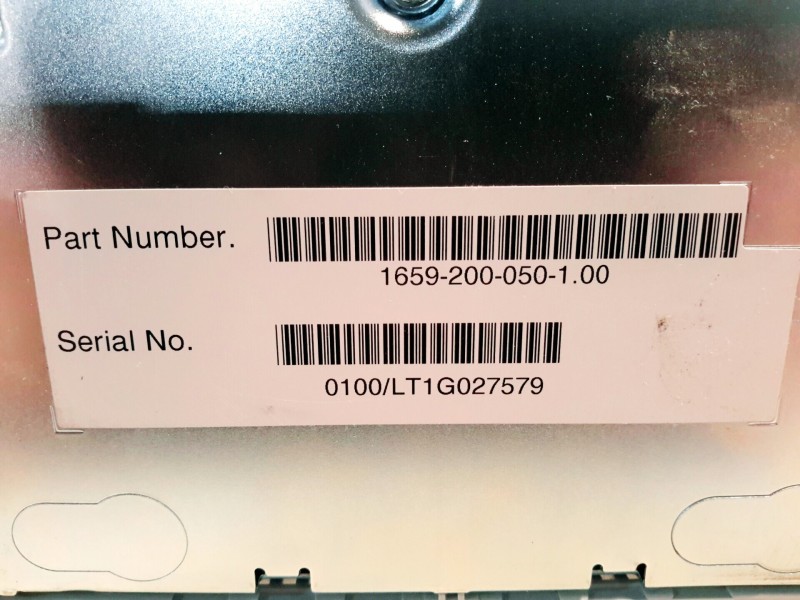 Part Number.
1659-200-050-1.00
Serial No.
0100/LT1G027579